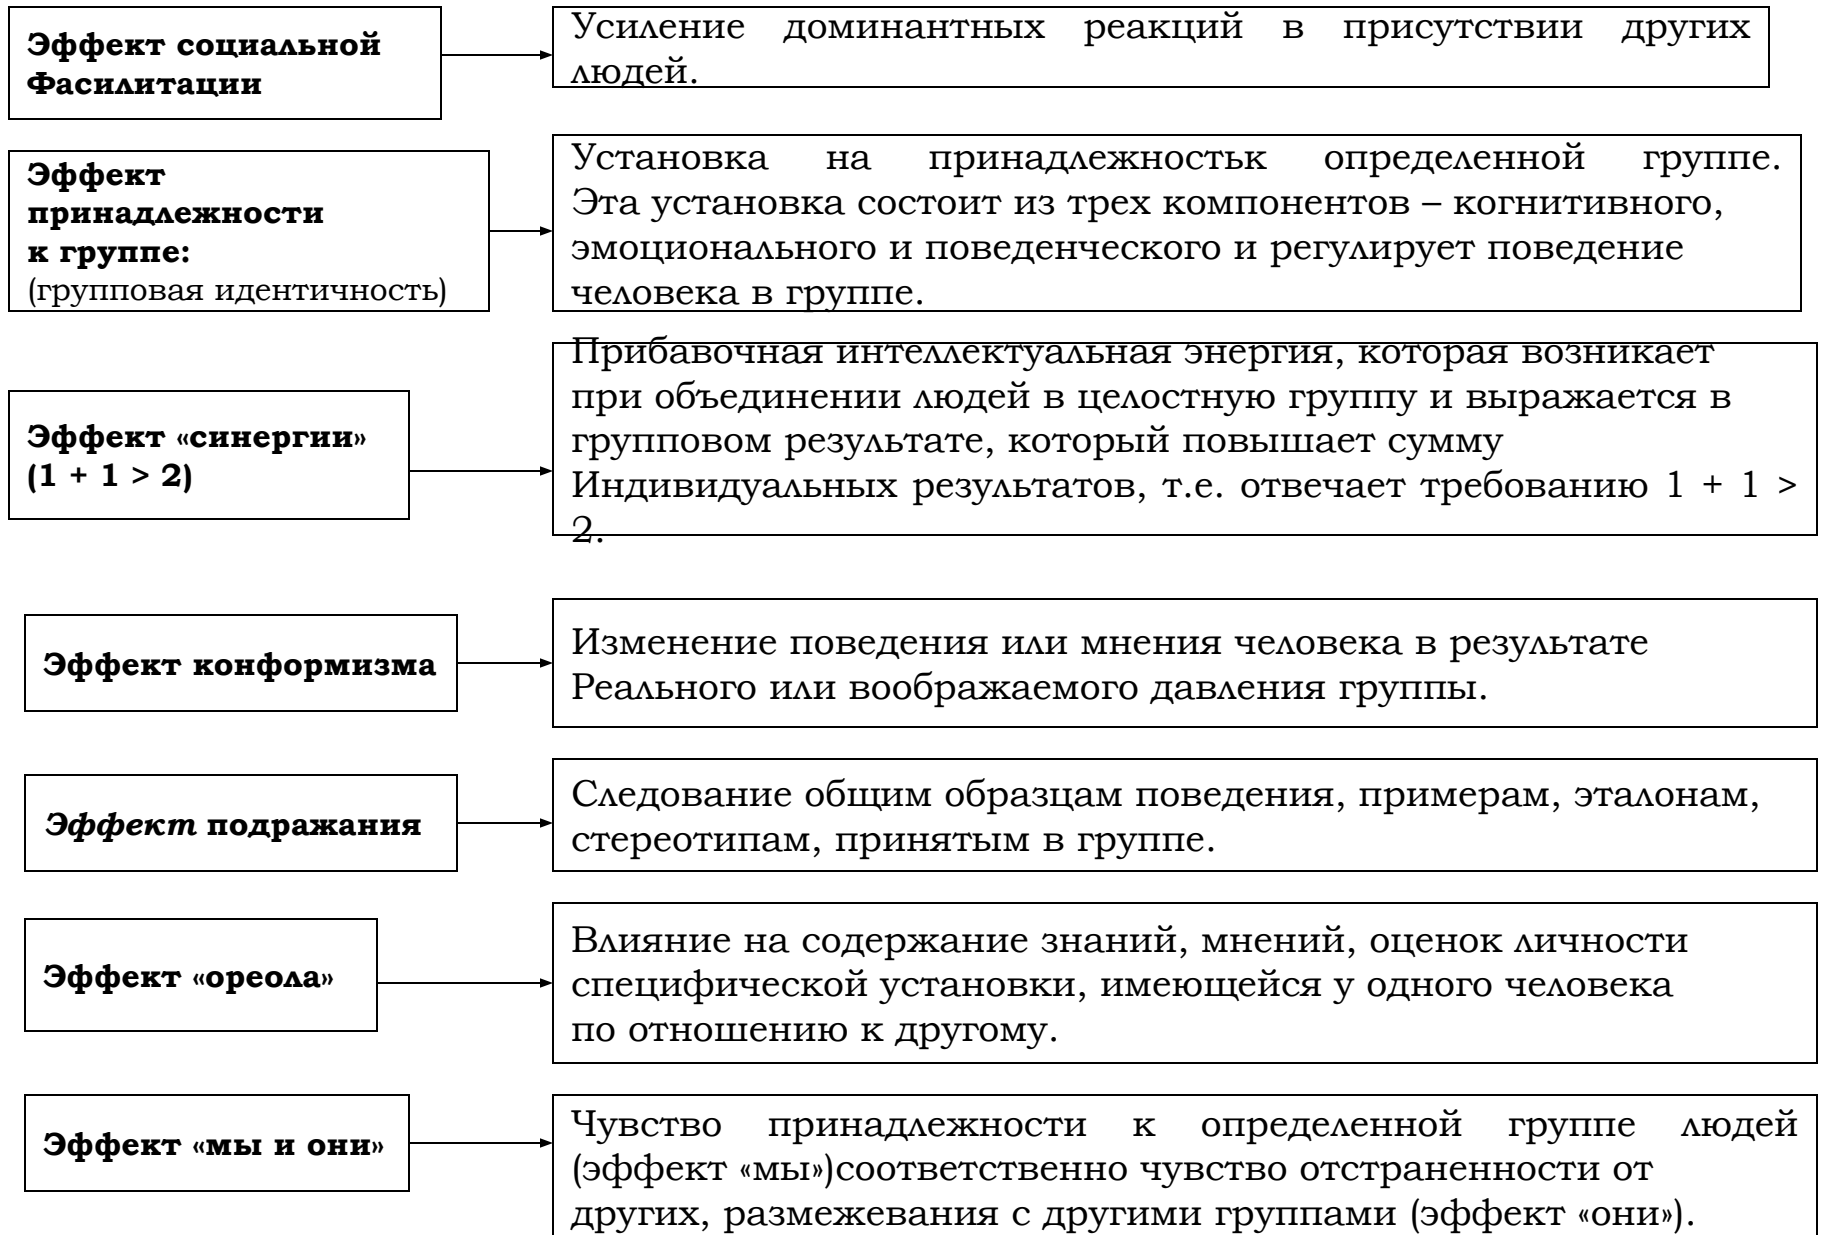 Эффект социальной
Фасилитации
Усиление доминантных реакций в присутствии других
людей.
Эффект
принадлежности
к группе:
(групповая идентичность)
Установка на принадлежностьк определенной группе.
Эта установка состоит из трех компонентов – когнитивного,
эмоционального и поведенческого и регулирует поведение
человека в группе.
Эффект «синергии»
(1 + 1 > 2)
Прибавочная интеллектуальная энергия, которая возникает
при объединении людей в целостную группу и выражается в
групповом результате, который повышает сумму
Индивидуальных результатов, т.е. отвечает требованию 1 + 1 >
2.
Эффект конформизма
Изменение поведения или мнения человека в результате
Реального или воображаемого давления группы.
Эффект подражания
Следование общим образцам поведения, примерам, эталонам,
стереотипам, принятым в группе.
Эффект «ореола»
Влияние на содержание знаний, мнений, оценок личности
специфической установки, имеющейся у одного человека
по отношению к другому.
Эффект «мы и они»
Чувство принадлежности к определенной группе людей
(эффект «мы»)соответственно чувство отстраненности от
других, размежевания с другими группами (эффект «они»).